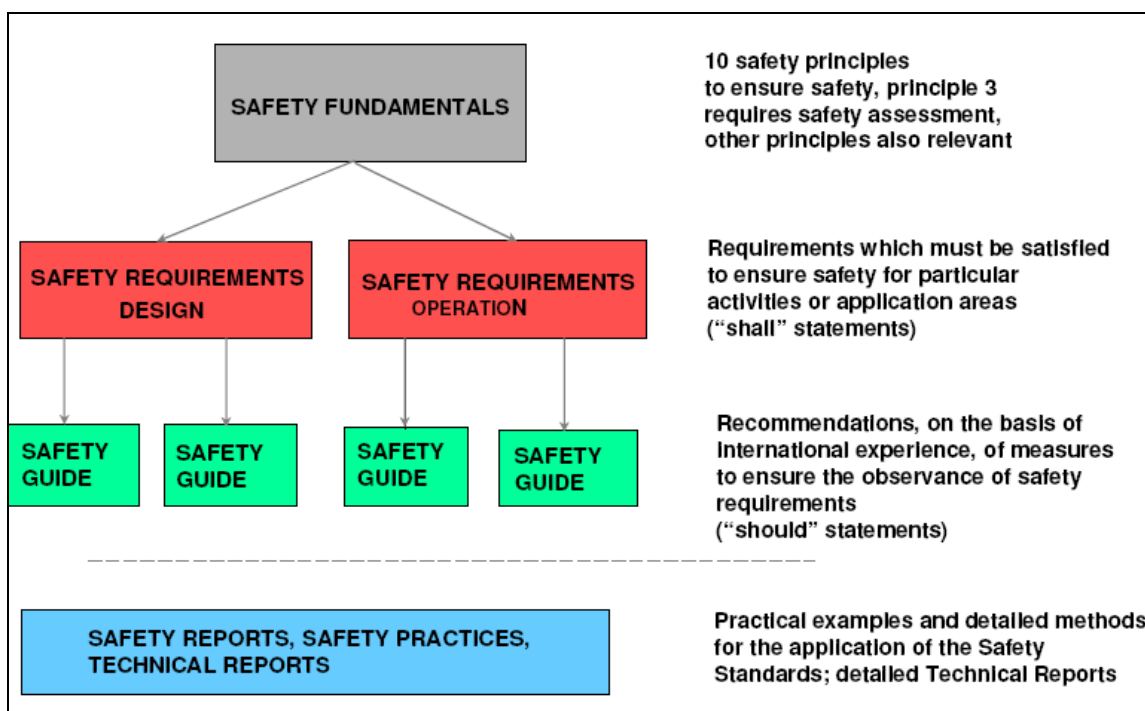 SAFETY FUNDAMENTALS
10 safety principles
to ensure safety, principle 3
requires safety assessment,
other principles also relevant
SAFETY REQUIREMENTS
DESIGN
SAFETY REQUIREMENTS
OPERATION
Requirements which must be satisfied
to ensure safety for particular
activities or application areas
(“shall” statements)
SAFETY
GUIDE
SAFETY
GUIDE
SAFETY
GUIDE
SAFETY
GUIDE
Recommendations, on the basis of
international experience, of measures
to ensure the observance of safety
requirements
(“should” statements)
SAFETY REPORTS, SAFETY PRACTICES,
TECHNICAL REPORTS
Practical examples and detailed methods
for the application of the Safety
Standards; detailed Technical Reports